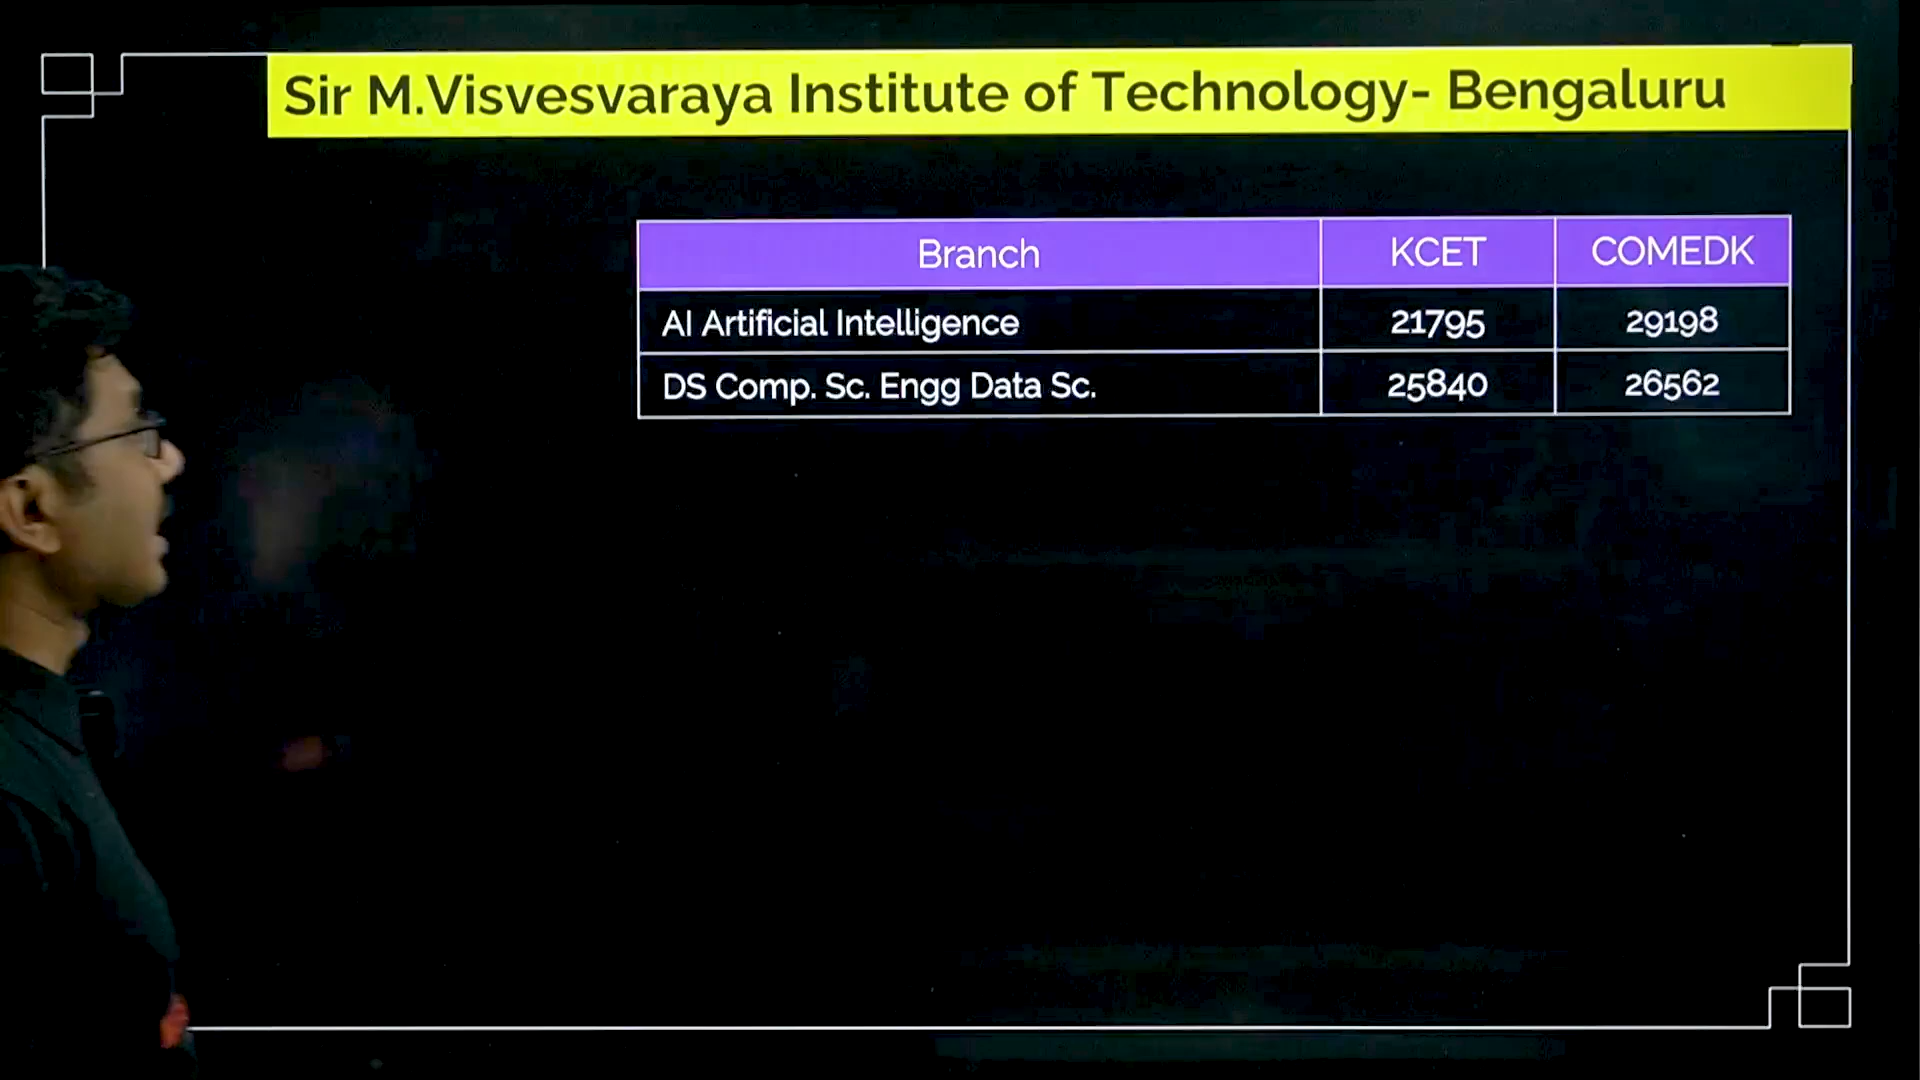 Sir M.Visvesvaraya Institute of Technology- Bengaluru
Branch KCET COMEDK
AI Artificial Intelligence 21795 29198
DS Comp. Sc. Engg Data Sc. 25840 26562